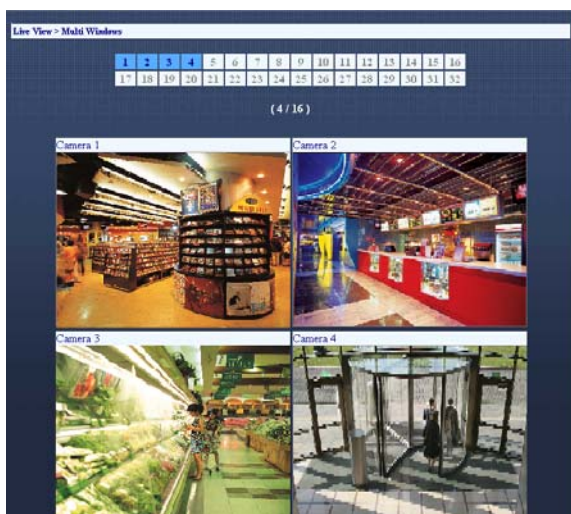 Live View > Multi Windows
1 2 3 4 5 6 7 8 9 10 11 12 13 14 15 16
17 18 19 20 21 22 23 24 25 26 27 28 29 30 31 32
( 4 / 16 )
Camera 1
Camera 2
Camera 3
Camera 4